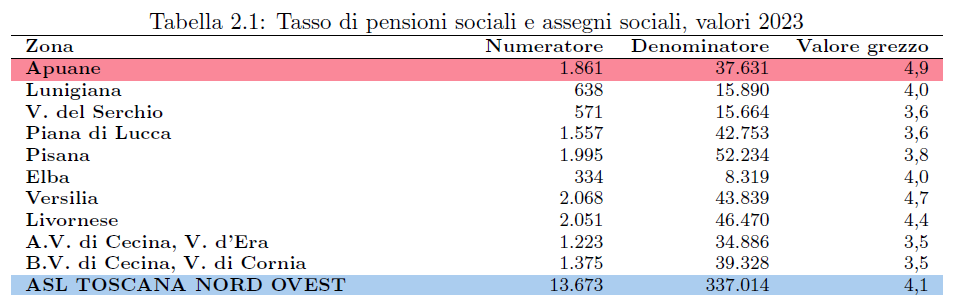 Tabella 2.1: Tasso di pensioni sociali e assegni sociali, valori 2023
Zona Numeratore Denominatore Valore grezzo
Apuane 1.861 37.631 4,9
Lunigiana 638 15.890 4,0
V. del Serchio 571 15.664 3,6
Piana di Lucca 1.557 42.753 3,6
Pisana 1.995 52.234 3,8
Elba 334 8.319 4,0
Versilia 2.068 43.839 4,7
Livornese 2.051 46.470 4,4
A.V. di Cecina, V. d'Era 1.223 34.886 3,5
B.V. di Cecina, V. di Cornia 1.375 39.328 3,5
ASL TOSCANA NORD OVEST 13.673 337.014 4,1